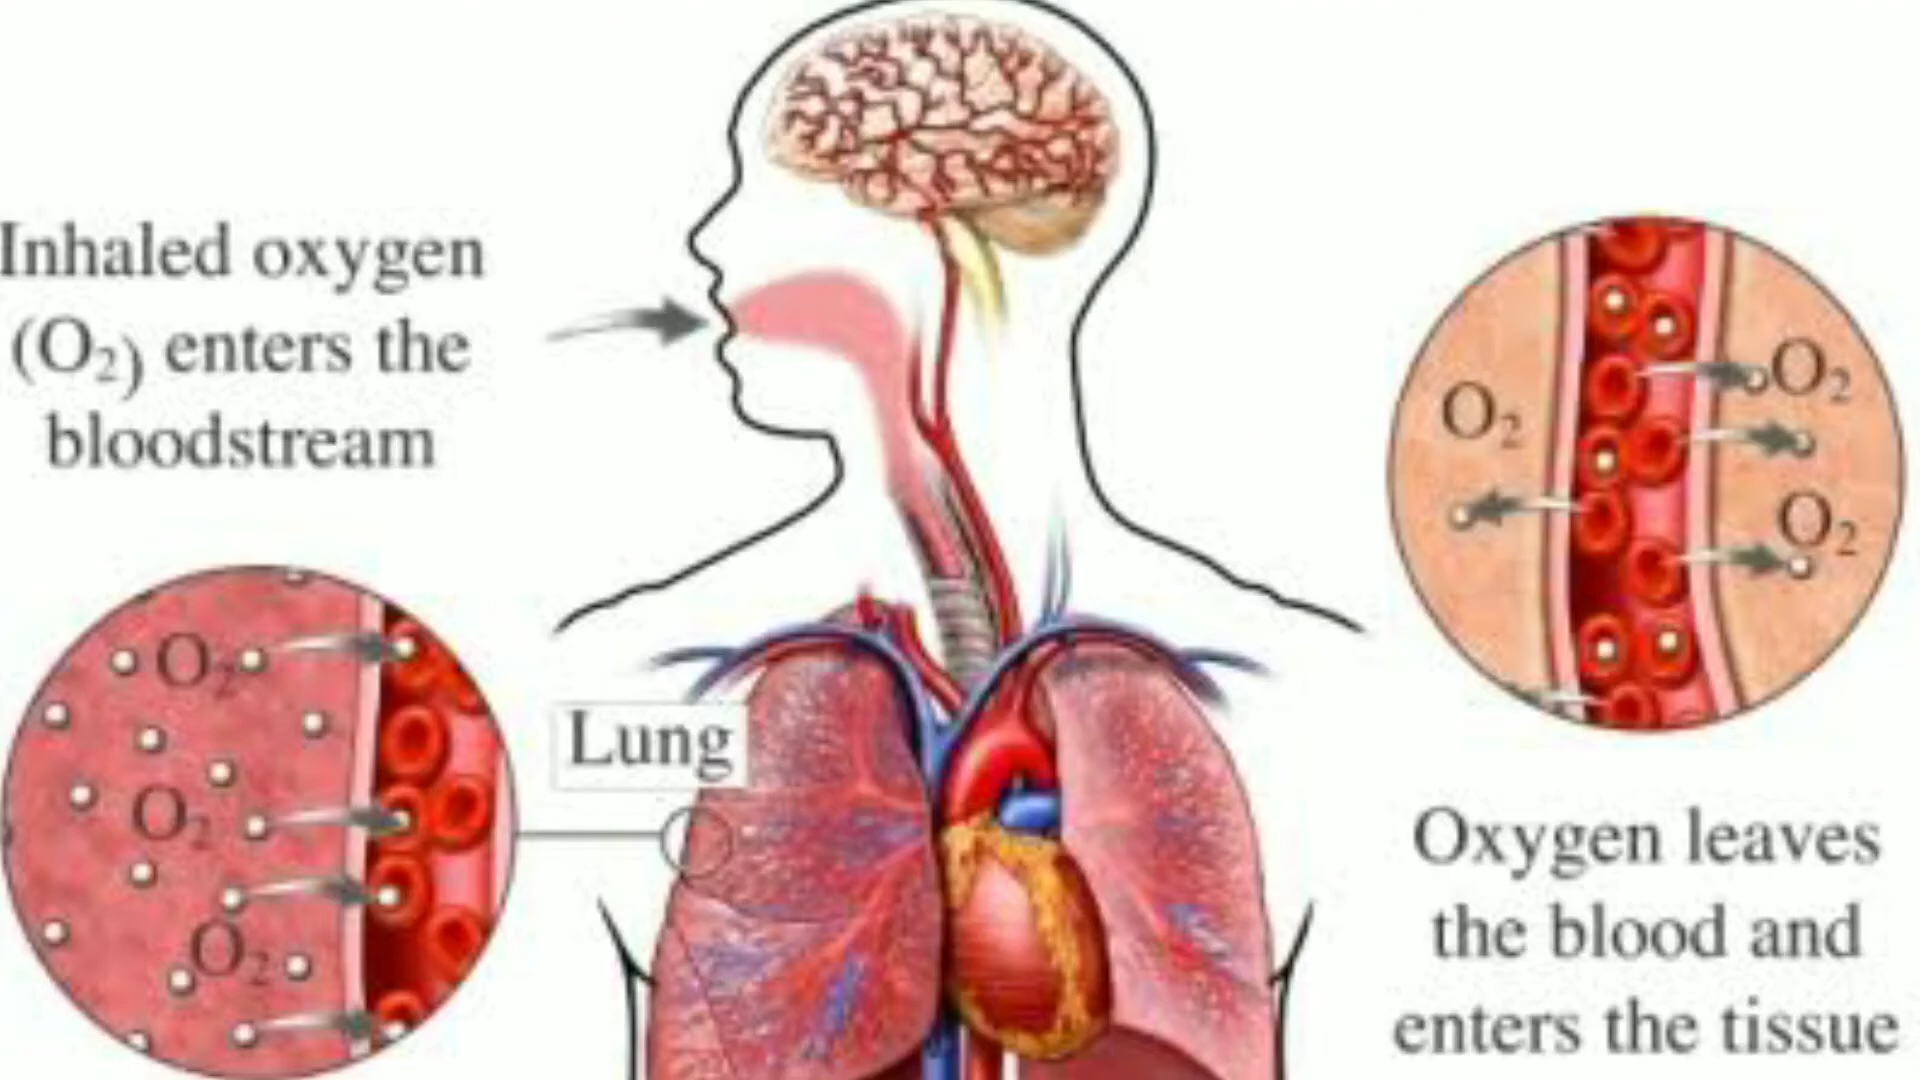 Inhaled oxygen
(O₂) enters the
bloodstream
O₂
O₂
O₂
Lung
O₂
O₂
O₂
Oxygen leaves
the blood and
enters the tissue